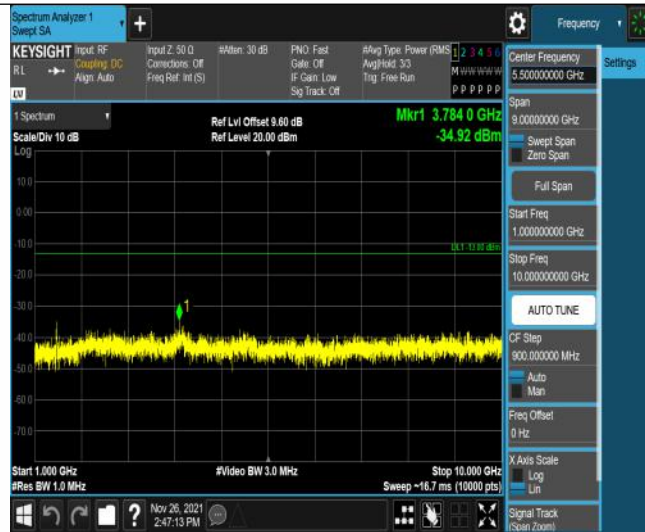 Spectrum Analyzer 1
Swept SA
Frequency
KEYSIGHT
RL
Input: RF
Coupling: DC
Align: Auto
Input Z: 50 Ω
Corrections: Off
Freq Ref: Int (S)
#Atten: 30 dB
PNO: Fast
Gate: Off
IF Gain: Low
Sig Track: Off
#Avg Type: Power (RMS
Avg|Hold: 3/3
Trig: Free Run
1 2 3 4 5 6
M W W W W W
P P P P P P
1 Spectrum
Scale/Div 10 dB
Log
Ref Lvl Offset 9.60 dB
Ref Level 20.00 dBm
Mkr1 3.784 0 GHz
-34.92 dBm
10.0
0.00
-10.0
DL1 -13.00 dBm
-20.0
-30.0
1
-40.0
-50.0
-60.0
-70.0
Start 1.000 GHz
#Res BW 1.0 MHz
#Video BW 3.0 MHz
Stop 10.000 GHz
Sweep ~16.7 ms (10000 pts)
Nov 26, 2021
2:47:13 PM
Settings
Center Frequency
5.500000000 GHz
Span
9.00000000 GHz
Swept Span
Zero Span
Full Span
Start Freq
1.000000000 GHz
Stop Freq
10.000000000 GHz
AUTO TUNE
CF Step
900.000000 MHz
Auto
Man
Freq Offset
0 Hz
X Axis Scale
Log
Lin
Signal Track
(Span Zoom)